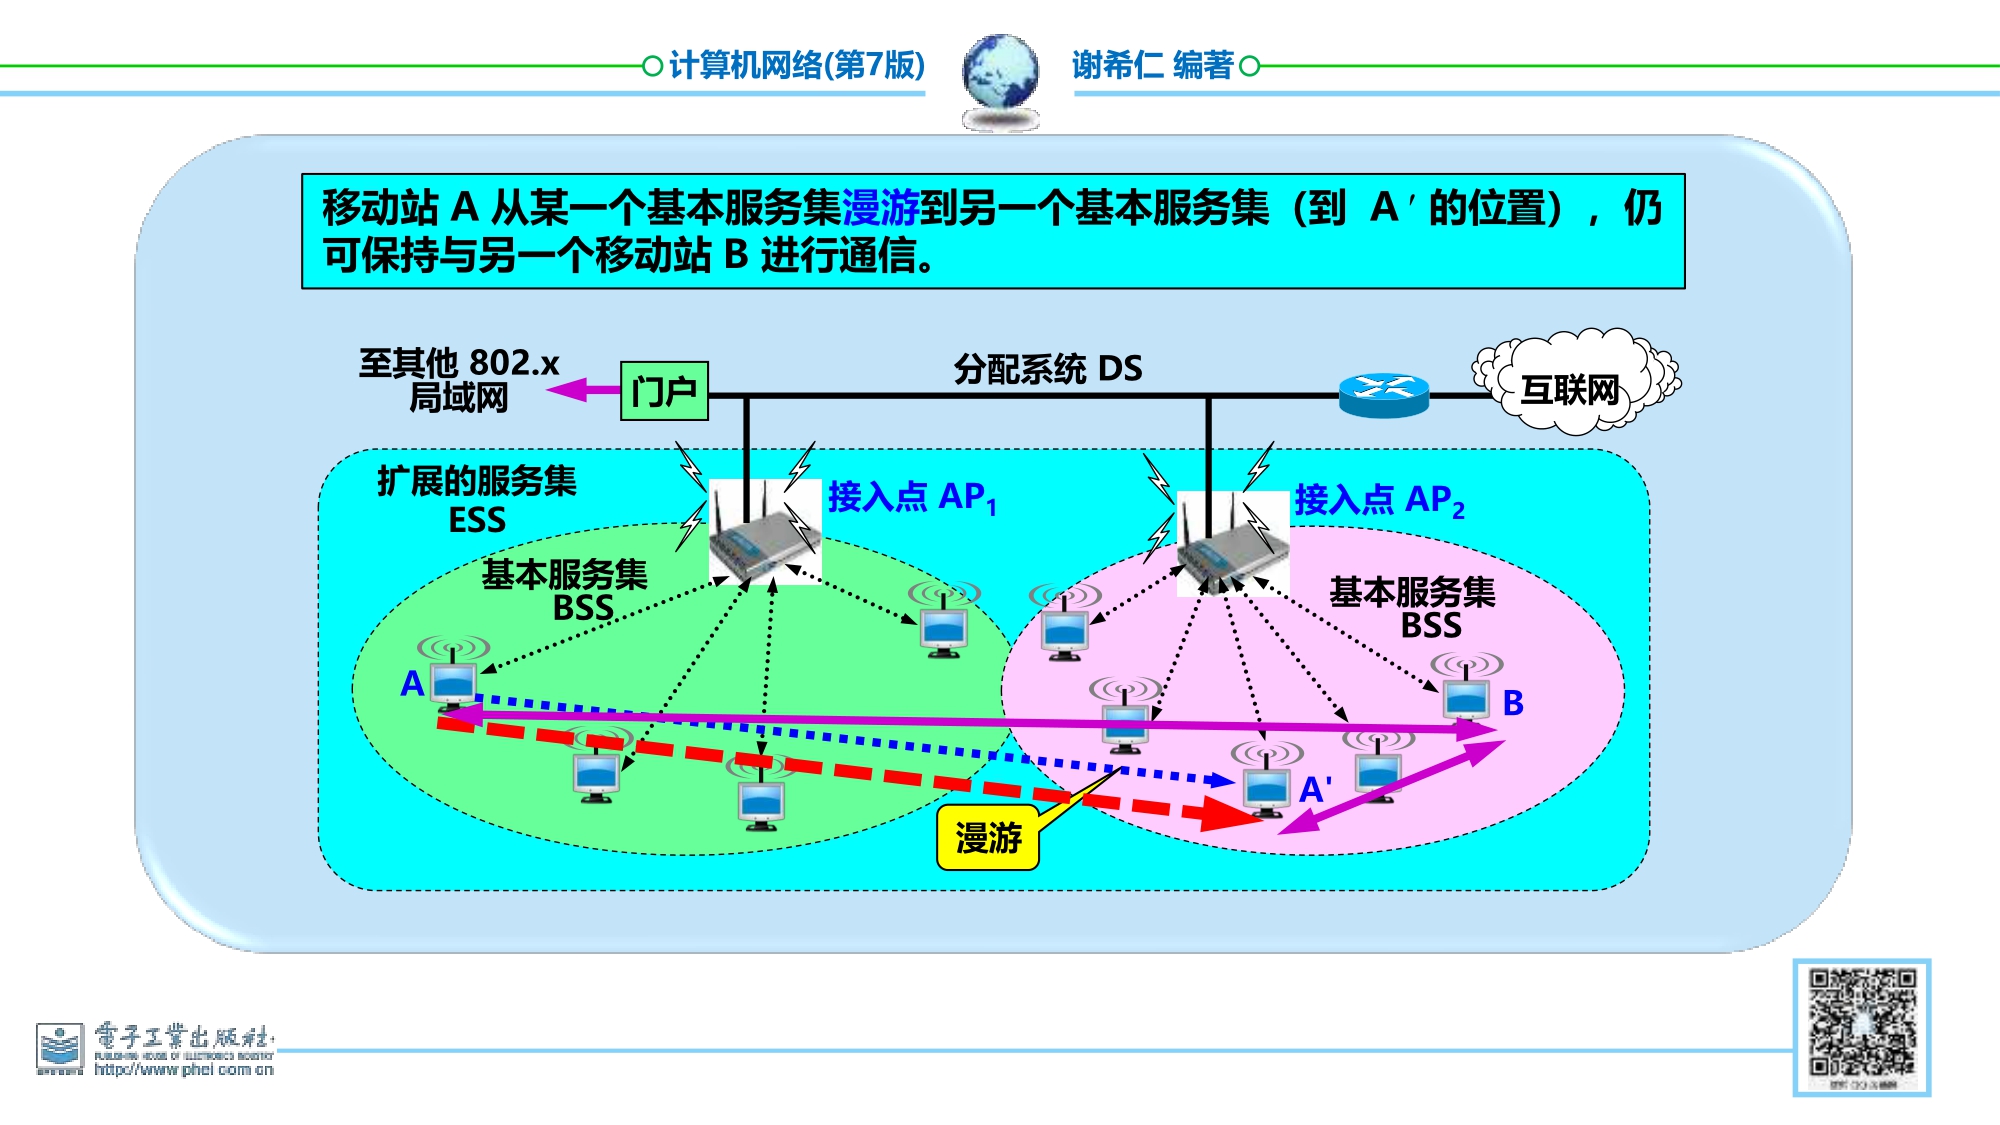 计算机网络(第7版)
谢希仁 编著
移动站 A 从某一个基本服务集漫游到另一个基本服务集（到 A′ 的位置），仍
可保持与另一个移动站 B 进行通信。
至其他 802.x
局域网
门户
分配系统 DS
互联网
扩展的服务集
ESS
接入点 AP1
接入点 AP2
基本服务集
BSS
基本服务集
BSS
A
B
A'
漫游
電子工業出版社
PUBLISHING HOUSE OF ELECTRONICS INDUSTRY
http://www.phei.com.cn